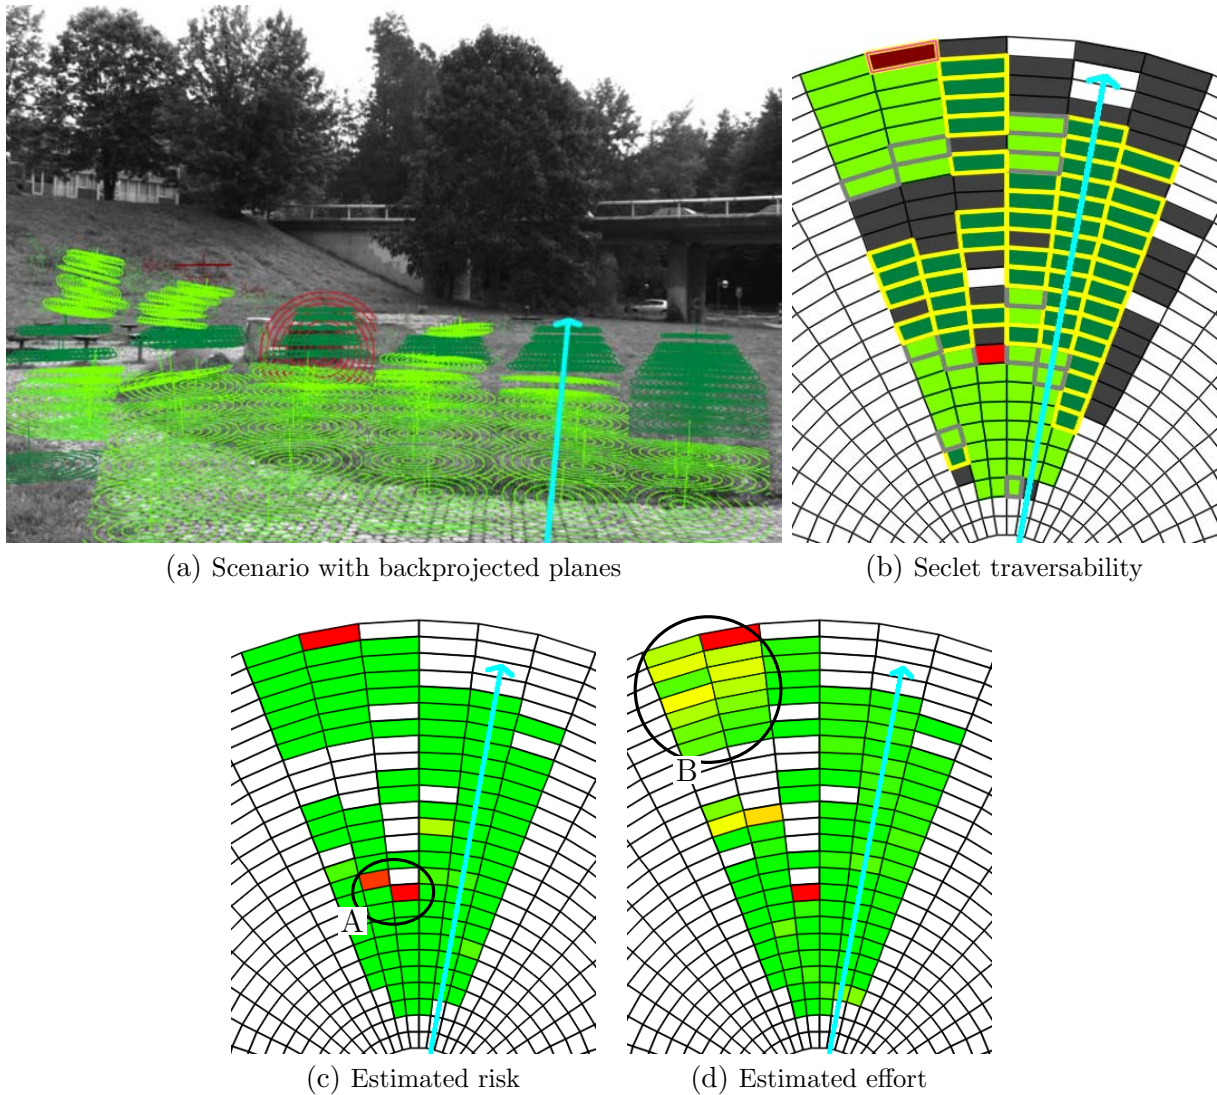 (a) Scenario with backprojected planes
(b) Seclet traversability
A
B
(c) Estimated risk
(d) Estimated effort